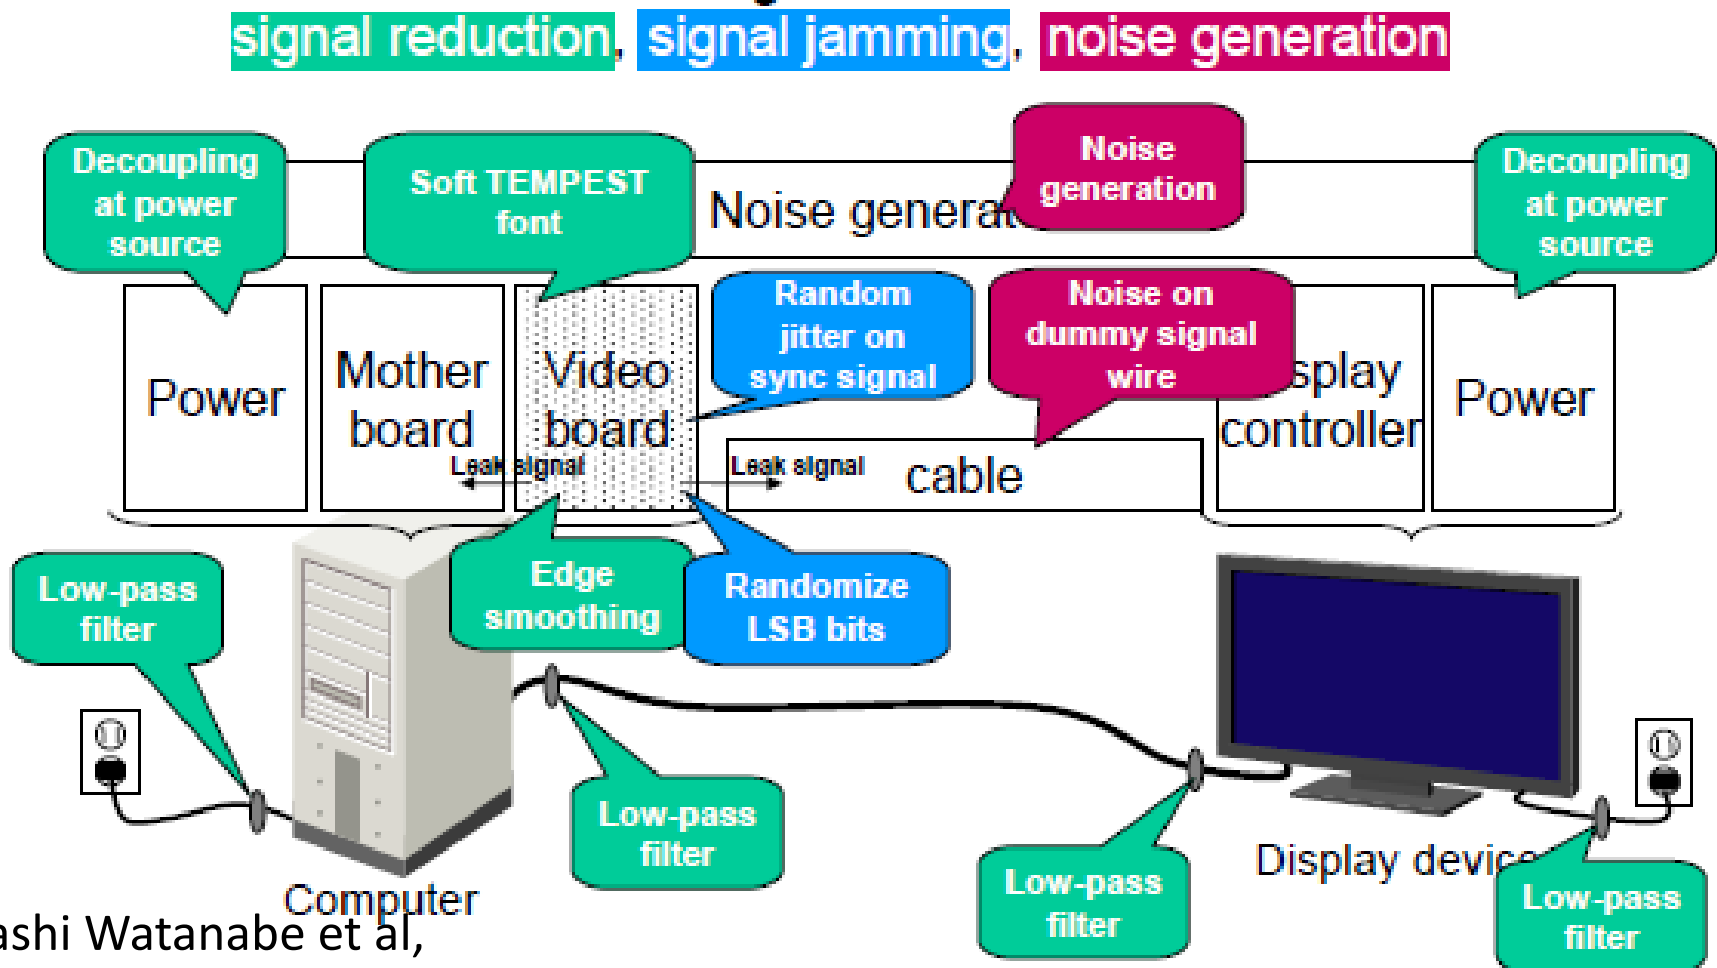 signal reduction, signal jamming, noise generation
Decoupling
at power
source
Soft TEMPEST
font
Noise
generation
Decoupling
at power
source
Noise generat
Random
jitter on
sync signal
Noise on
dummy signal
wire
Power
Mother
board
Video
board
splay
controller
Power
Leak signal
Leak signal
cable
Low-pass
filter
Edge
smoothing
Randomize
LSB bits
Low-pass
filter
Low-pass
filter
Low-pass
filter
Computer
Display device
ashi Watanabe et al,